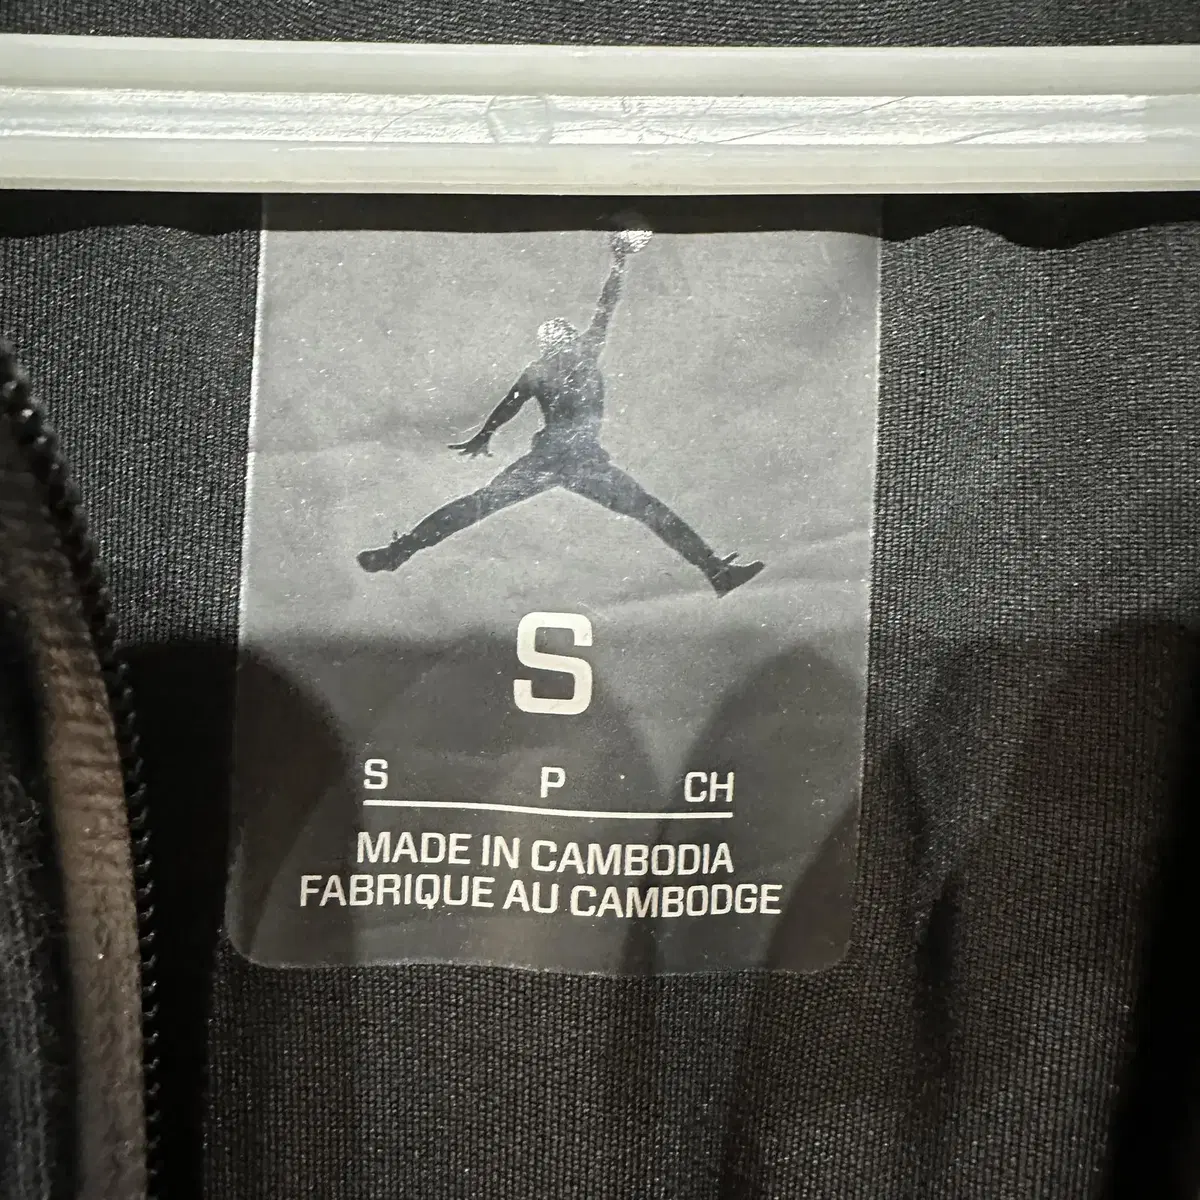 S
S P CH
MADE IN CAMBODIA
FABRIQUE AU CAMBODGE